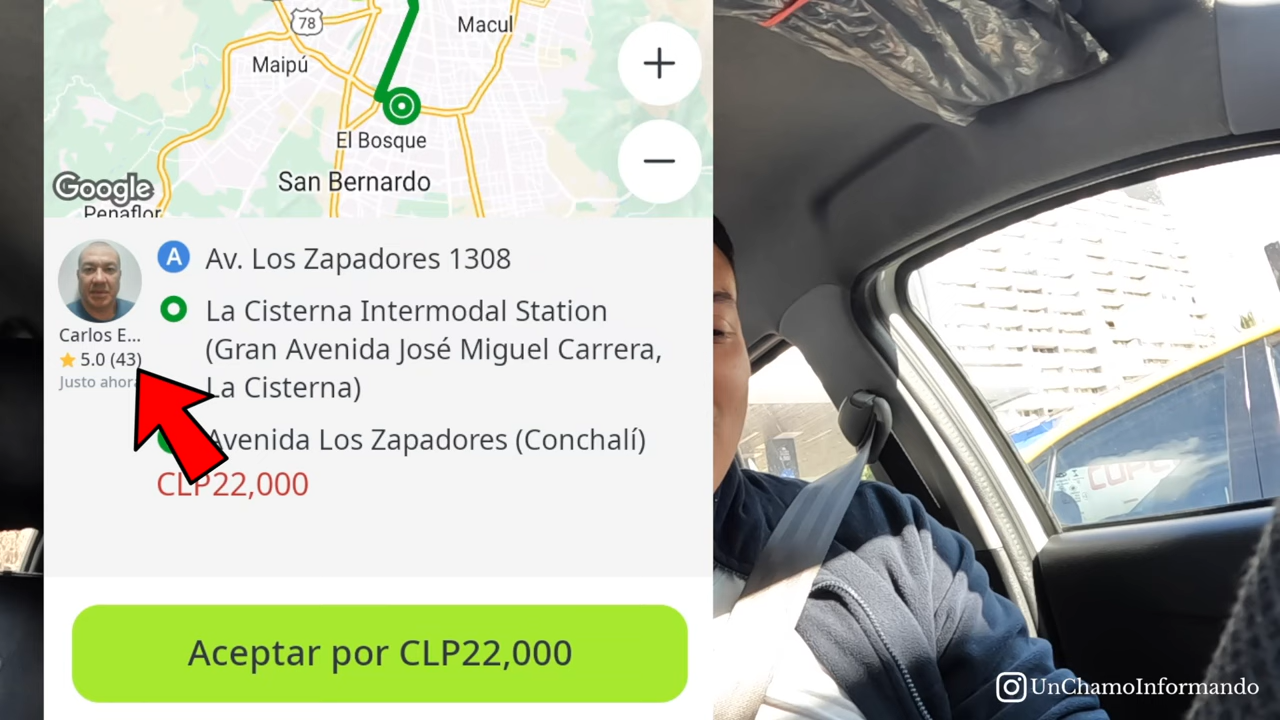 78
Macul
Maipú
El Bosque
San Bernardo
Google
Peñaflor
Av. Los Zapadores 1308
La Cisterna Intermodal Station
(Gran Avenida José Miguel Carrera,
La Cisterna)
Carlos E...
5.0 (43)
Justo ahora
Avenida Los Zapadores (Conchalí)
CLP22,000
Aceptar por CLP22,000
UnChamoInformando